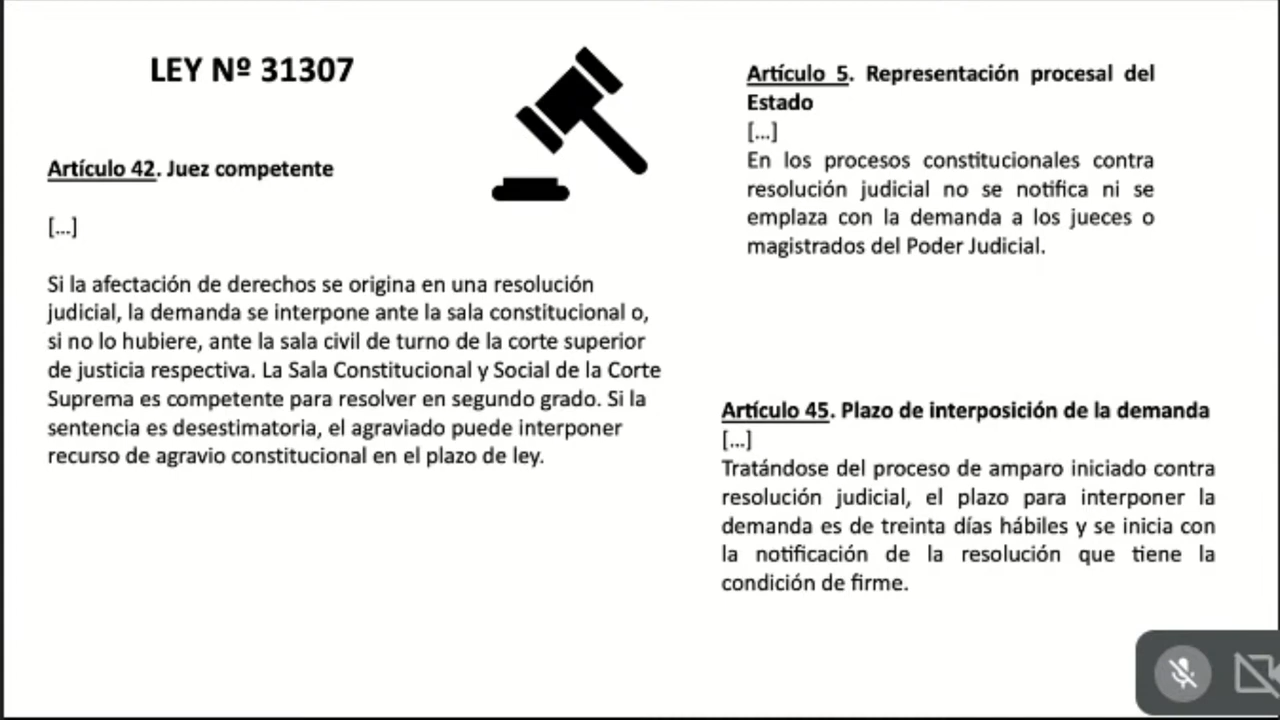 LEY Nº 31307
Artículo 42. Juez competente
[...]
Si la afectación de derechos se origina en una resolución
judicial, la demanda se interpone ante la sala constitucional o,
si no lo hubiere, ante la sala civil de turno de la corte superior
de justicia respectiva. La Sala Constitucional y Social de la Corte
Suprema es competente para resolver en segundo grado. Si la
sentencia es desestimatoria, el agraviado puede interponer
recurso de agravio constitucional en el plazo de ley.
Artículo 5. Representación procesal del
Estado
[...]
En los procesos constitucionales contra
resolución judicial no se notifica ni se
emplaza con la demanda a los jueces o
magistrados del Poder Judicial.
Artículo 45. Plazo de interposición de la demanda
[...]
Tratándose del proceso de amparo iniciado contra
resolución judicial, el plazo para interponer la
demanda es de treinta días hábiles y se inicia con
la notificación de la resolución que tiene la
condición de firme.